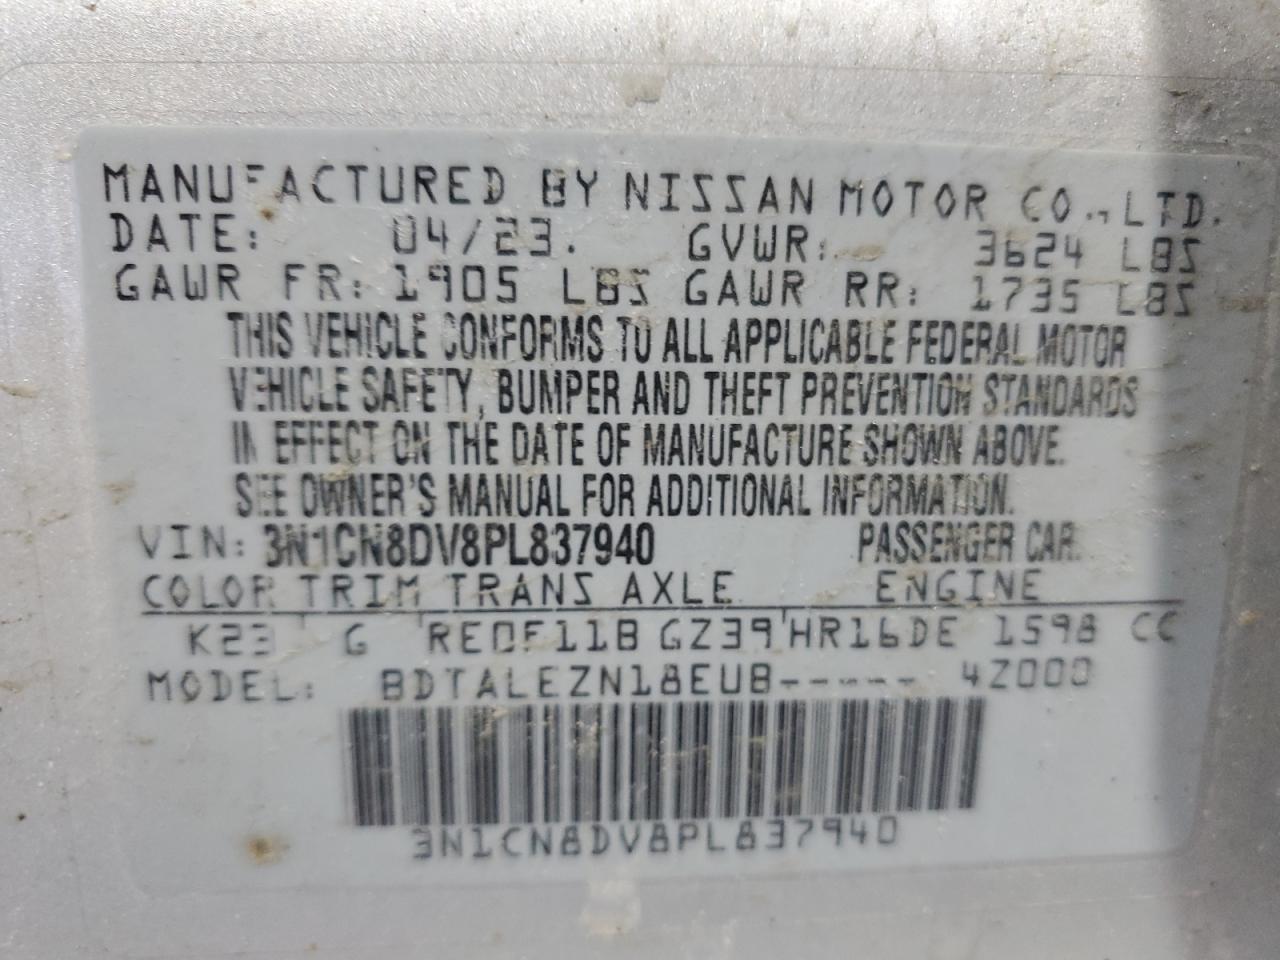 MANUFACTURED BY NISSAN MOTOR CO., LTD.
DATE: 04/23. GVWR: 3624 LBS
GAWR FR: 1905 LBS GAWR RR: 1735 LBS
THIS VEHICLE CONFORMS TO ALL APPLICABLE FEDERAL MOTOR
VEHICLE SAFETY, BUMPER AND THEFT PREVENTION STANDARDS
IN EFFECT ON THE DATE OF MANUFACTURE SHOWN ABOVE.
SEE OWNER'S MANUAL FOR ADDITIONAL INFORMATION.
VIN: 3N1CN8DV8PL837940 PASSENGER CAR.
COLOR TRIM TRANS AXLE ENGINE
K23 G RE0F11B GZ39 HR16DE 1598 CC
MODEL: BDTALEZN18EUB----- 4Z000
3N1CN8DV8PL837940